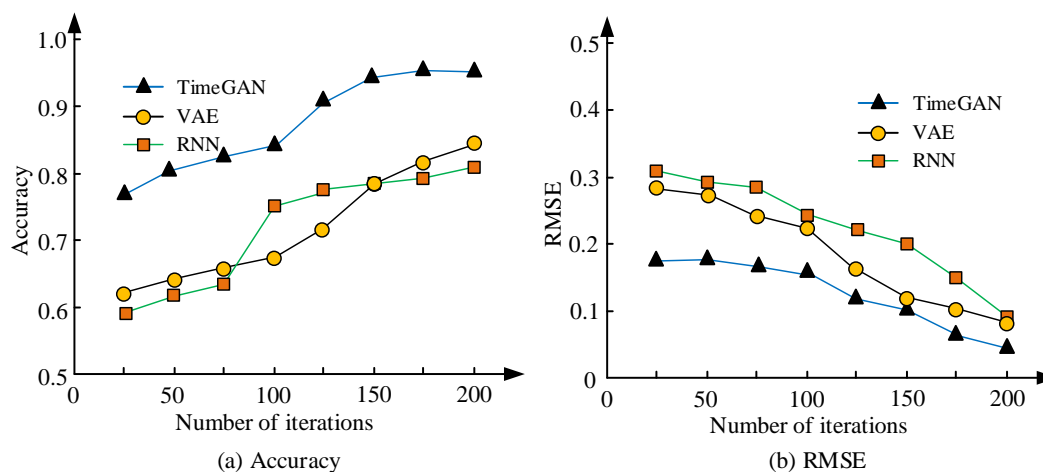 1.0
0.9
0.8
0.7
0.6
0.5
Accuracy
TimeGAN
VAE
RNN
0
50
100
150
200
Number of iterations
(a) Accuracy
0.5
0.4
0.3
0.2
0.1
0
RMSE
TimeGAN
VAE
RNN
0
50
100
150
200
Number of iterations
(b) RMSE